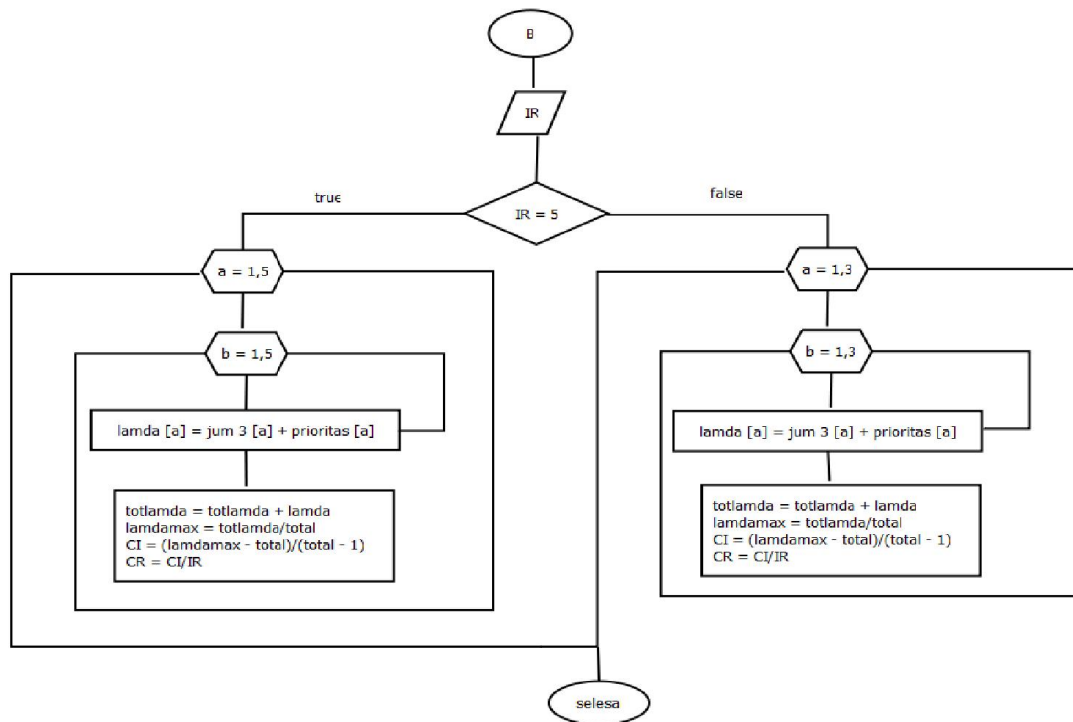 B
IR
true
false
IR = 5
a = 1,5
a = 1,3
b = 1,5
b = 1,3
lamda [a] = jum 3 [a] + prioritas [a]
lamda [a] = jum 3 [a] + prioritas [a]
totlamda = totlamda + lamda
lamdamax = totlamda/total
CI = (lamdamax - total)/(total - 1)
CR = CI/IR
totlamda = totlamda + lamda
lamdamax = totlamda/total
CI = (lamdamax - total)/(total - 1)
CR = CI/IR
selesa